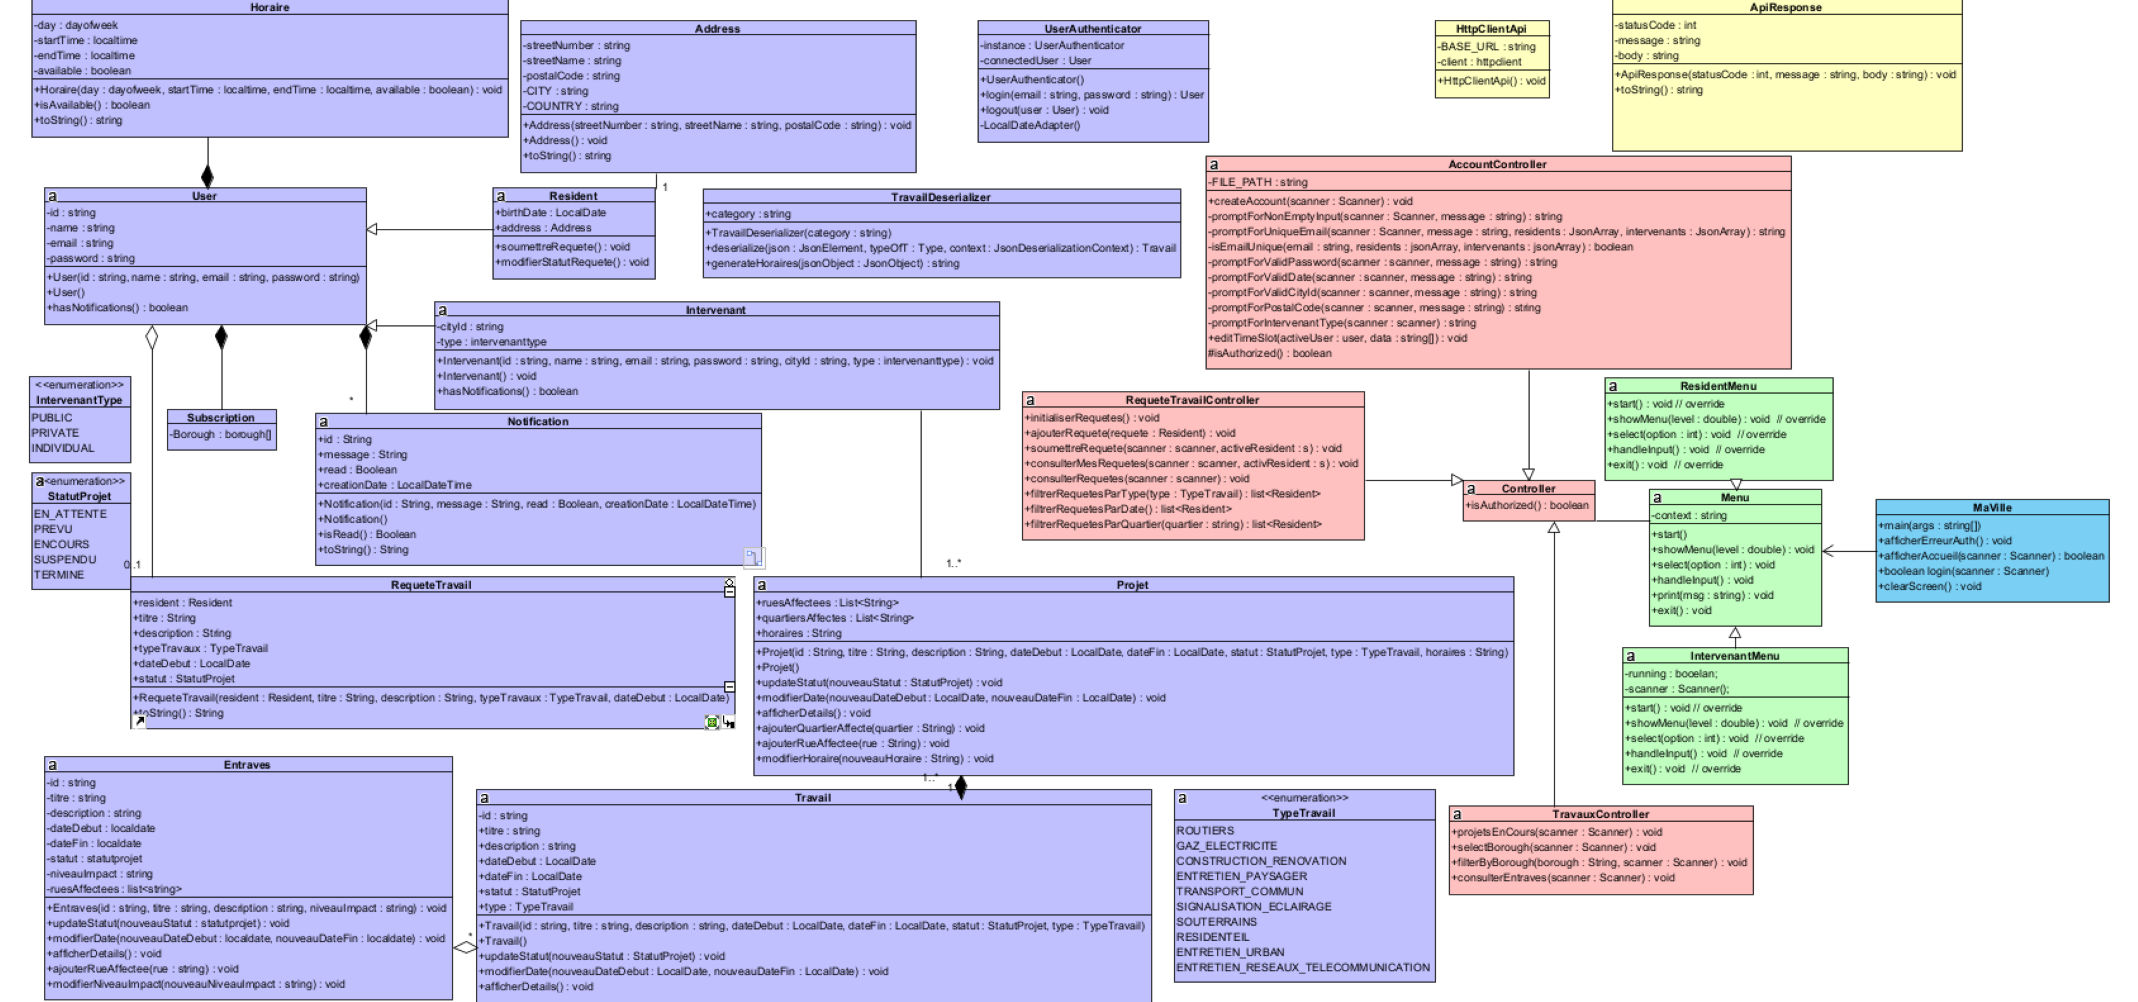 Horaire
-day : dayofweek
-startTime : localtime
-endTime : localtime
-available : boolean
+Horaire(day : dayofweek, startTime : localtime, endTime : localtime, available : boolean) : void
+isAvailable() : boolean
+toString() : string
Address
-streetNumber : string
-streetName : string
-postalCode : string
-CITY : string
-COUNTRY : string
+Address(streetNumber : string, streetName : string, postalCode : string) : void
+Address() : void
+toString() : string
1
UserAuthenticator
-instance : UserAuthenticator
-connectedUser : User
+UserAuthenticator()
+login(email : string, password : string) : User
+logout(user : User) : void
-LocalDateAdapter()
HttpClientApi
-BASE_URL : string
-client : httpclient
+HttpClientApi() : void
ApiResponse
-statusCode : int
-message : string
-body : string
+ApiResponse(statusCode : int, message : string, body : string) : void
+toString() : string
a
User
-id : string
-name : string
-email : string
-password : string
+User(id : string, name : string, email : string, password : string)
+User()
+hasNotifications() : boolean
a
Resident
+birthDate : LocalDate
+address : Address
+soumettreRequete() : void
+modifierStatutRequete() : void
TravailDeserializer
+category : string
+TravailDeserializer(category : string)
+deserialize(json : JsonElement, typeOfT : Type, context : JsonDeserializationContext) : Travail
+generateHoraires(jsonObject : JsonObject) : string
a
AccountController
-FILE_PATH : string
+createAccount(scanner : Scanner) : void
-promptForNonEmptyInput(scanner : Scanner, message : string) : string
-promptForUniqueEmail(scanner : Scanner, message : string, residents : JsonArray, intervenants : JsonArray) : string
-isEmailUnique(email : string, residents : jsonArray, intervenants : jsonArray) : boolean
-promptForValidPassword(scanner : scanner, message : string) : string
-promptForValidDate(scanner : scanner, message : string) : string
-promptForValidCityId(scanner : scanner, message : string) : string
-promptForPostalCode(scanner : scanner, message : string) : string
-promptForIntervenantType(scanner : scanner) : string
+editTimeSlot(activeUser : user, data : string[]) : void
#isAuthorized() : boolean
a
Intervenant
-cityId : string
-type : intervenanttype
+Intervenant(id : string, name : string, email : string, password : string, cityId : string, type : intervenanttype) : void
+Intervenant() : void
+hasNotifications() : boolean
<<enumeration>>
IntervenantType
PUBLIC
PRIVATE
INDIVIDUAL
Subscription
-Borough : borough[]
*
a
Notification
+id : String
+message : String
+read : Boolean
+creationDate : LocalDateTime
+Notification(id : String, message : String, read : Boolean, creationDate : LocalDateTime)
+Notification()
+isRead() : Boolean
+toString() : String
a
RequeteTravailController
+initialiserRequetes() : void
+ajouterRequete(requete : Resident) : void
+soumettreRequete(scanner : scanner, activeResident : s) : void
+consulterMesRequetes(scanner : scanner, activResident : s) : void
+consulterRequetes(scanner : scanner) : void
+filtrerRequetesParType(type : TypeTravail) : list<Resident>
+filtrerRequetesParDate() : list<Resident>
+filtrerRequetesParQuartier(quartier : string) : list<Resident>
a
Controller
+isAuthorized() : boolean
a
ResidentMenu
+start() : void // override
+showMenu(level : double) : void // override
+select(option : int) : void // override
+handleInput() : void // override
+exit() : void // override
a
Menu
-context : string
+start()
+showMenu(level : double) : void
+select(option : int) : void
+handleInput() : void
+print(msg : string) : void
+exit() : void
MaVille
+main(args : string[])
+afficherErreurAuth() : void
+afficherAccueil(scanner : Scanner) : boolean
+boolean login(scanner : Scanner)
+clearScreen() : void
a
<<enumeration>>
StatutProjet
EN_ATTENTE
PREVU
ENCOURS
SUSPENDU
TERMINE
0..1
RequeteTravail
+resident : Resident
+titre : String
+description : String
+typeTravaux : TypeTravail
+dateDebut : LocalDate
+statut : StatutProjet
+RequeteTravail(resident : Resident, titre : String, description : String, typeTravaux : TypeTravail, dateDebut : LocalDate)
+toString() : String
1..*
a
Projet
+ruesAffectees : List<String>
+quartiersAffectes : List<String>
+horaires : String
+Projet(id : String, titre : String, description : String, dateDebut : LocalDate, dateFin : LocalDate, statut : StatutProjet, type : TypeTravail, horaires : String)
+Projet()
+updateStatut(nouveauStatut : StatutProjet) : void
+modifierDate(nouveauDateDebut : LocalDate, nouveauDateFin : LocalDate) : void
+afficherDetails() : void
+ajouterQuartierAffecte(quartier : String) : void
+ajouterRueAffectee(rue : String) : void
+modifierHoraire(nouveauHoraire : String) : void
1..*
1
a
IntervenantMenu
-running : booelan;
-scanner : Scanner();
+start() : void // override
+showMenu(level : double) : void // override
+select(option : int) : void // override
+handleInput() : void // override
+exit() : void // override
a
Entraves
-id : string
-titre : string
-description : string
-dateDebut : localdate
-dateFin : localdate
-statut : statutprojet
-niveauImpact : string
-ruesAffectees : list<string>
+Entraves(id : string, titre : string, description : string, niveauImpact : string) : void
+updateStatut(nouveauStatut : statutprojet) : void
+modifierDate(nouveauDateDebut : localdate, nouveauDateFin : localdate) : void
+afficherDetails() : void
+ajouterRueAffectee(rue : string) : void
+modifierNiveauImpact(nouveauNiveauImpact : string) : void
*
a
Travail
-id : string
+titre : string
+description : string
+dateDebut : LocalDate
+dateFin : LocalDate
+statut : StatutProjet
+type : TypeTravail
+Travail(id : string, titre : string, description : string, dateDebut : LocalDate, dateFin : LocalDate, statut : StatutProjet, type : TypeTravail)
+Travail()
+updateStatut(nouveauStatut : StatutProjet) : void
+modifierDate(nouveauDateDebut : LocalDate, nouveauDateFin : LocalDate) : void
+afficherDetails() : void
a
<<enumeration>>
TypeTravail
ROUTIERS
GAZ_ELECTRICITE
CONSTRUCTION_RENOVATION
ENTRETIEN_PAYSAGER
TRANSPORT_COMMUN
SIGNALISATION_ECLAIRAGE
SOUTERRAINS
RESIDENTEIL
ENTRETIEN_URBAN
ENTRETIEN_RESEAUX_TELECOMMUNICATION
a
TravauxController
+projetsEnCours(scanner : Scanner) : void
+selectBorough(scanner : Scanner) : void
+filterByBorough(borough : String, scanner : Scanner) : void
+consulterEntraves(scanner : Scanner) : void